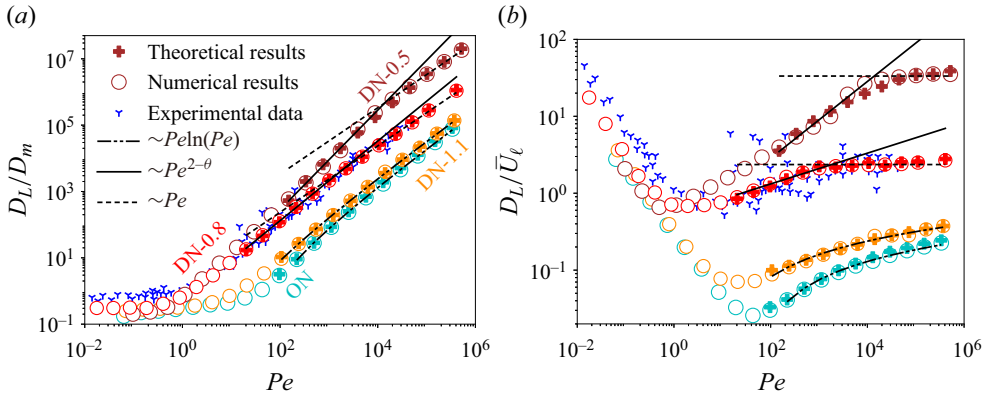 (a)
10^7
10^5
10^3
10^1
10^−1
D_L/D_m
Theoretical results
Numerical results
Experimental data
~Peln(Pe)
~Pe^{2−θ}
~Pe
DN-0.5
DN-0.8
DN-1.1
ON
10^−2 10^0 10^2 10^4 10^6
Pe
(b)
10^2
10^1
10^0
10^−1
D_L/Ū_ℓ
10^−2 10^0 10^2 10^4 10^6
Pe